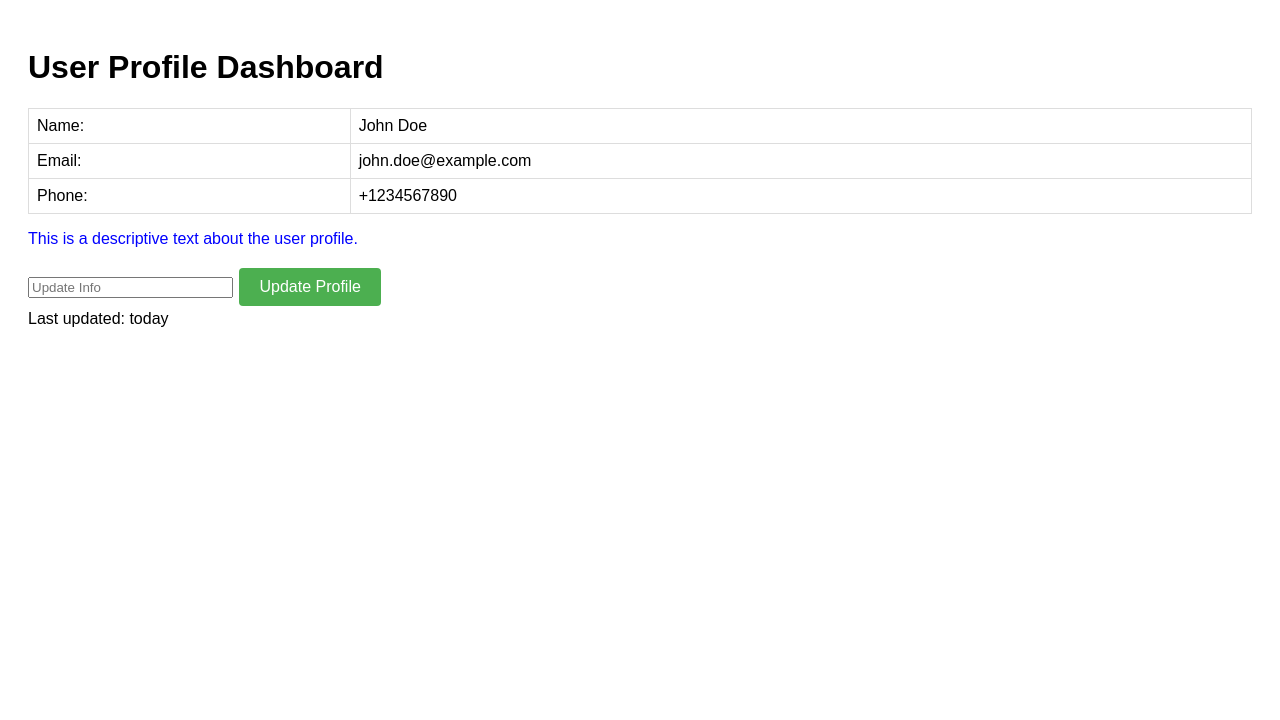 User Profile Dashboard
Name: John Doe
Email: john.doe@example.com
Phone: +1234567890
This is a descriptive text about the user profile.
Update Info Update Profile
Last updated: today